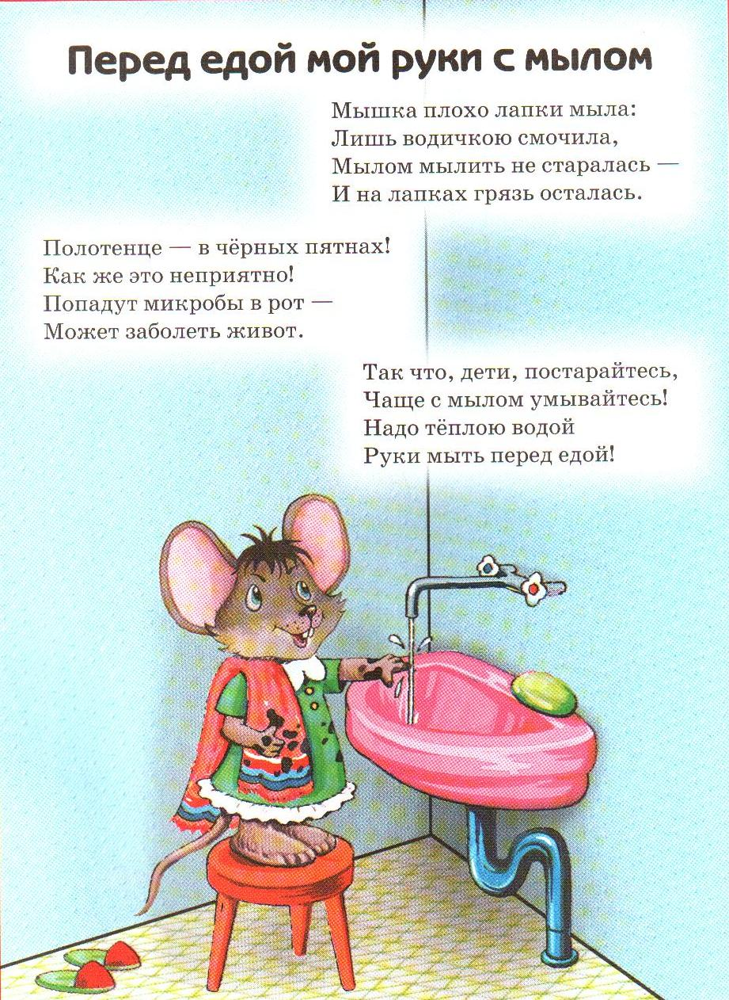 Перед едой мой руки с мылом
Мышка плохо лапки мыла:
Лишь водичкою смочила,
Мылом мылить не старалась —
И на лапках грязь осталась.
Полотенце — в чёрных пятнах!
Как же это неприятно!
Попадут микробы в рот —
Может заболеть живот.
Так что, дети, постарайтесь,
Чаще с мылом умывайтесь!
Надо тёплою водой
Руки мыть перед едой!